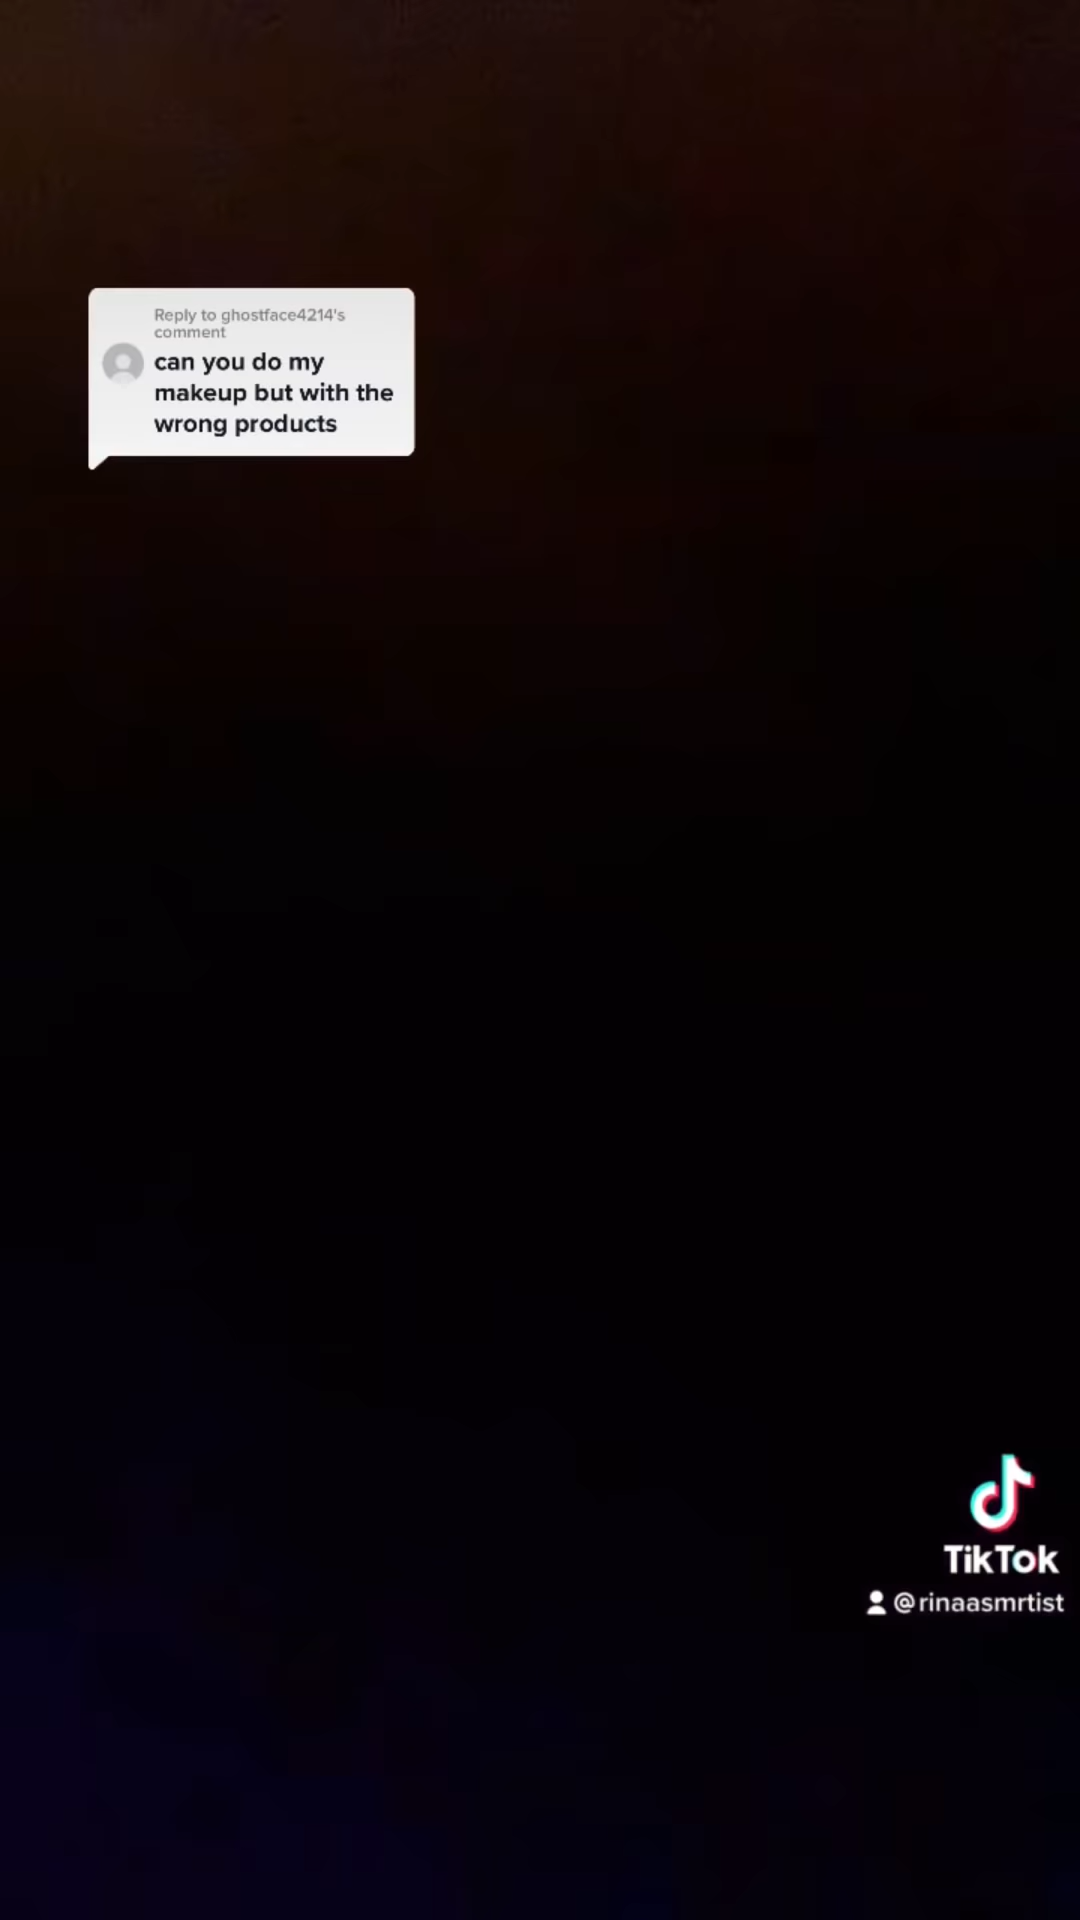 Reply to ghostface4214's
comment
can you do my
makeup but with the
wrong products
TikTok
@rinaasmrtist